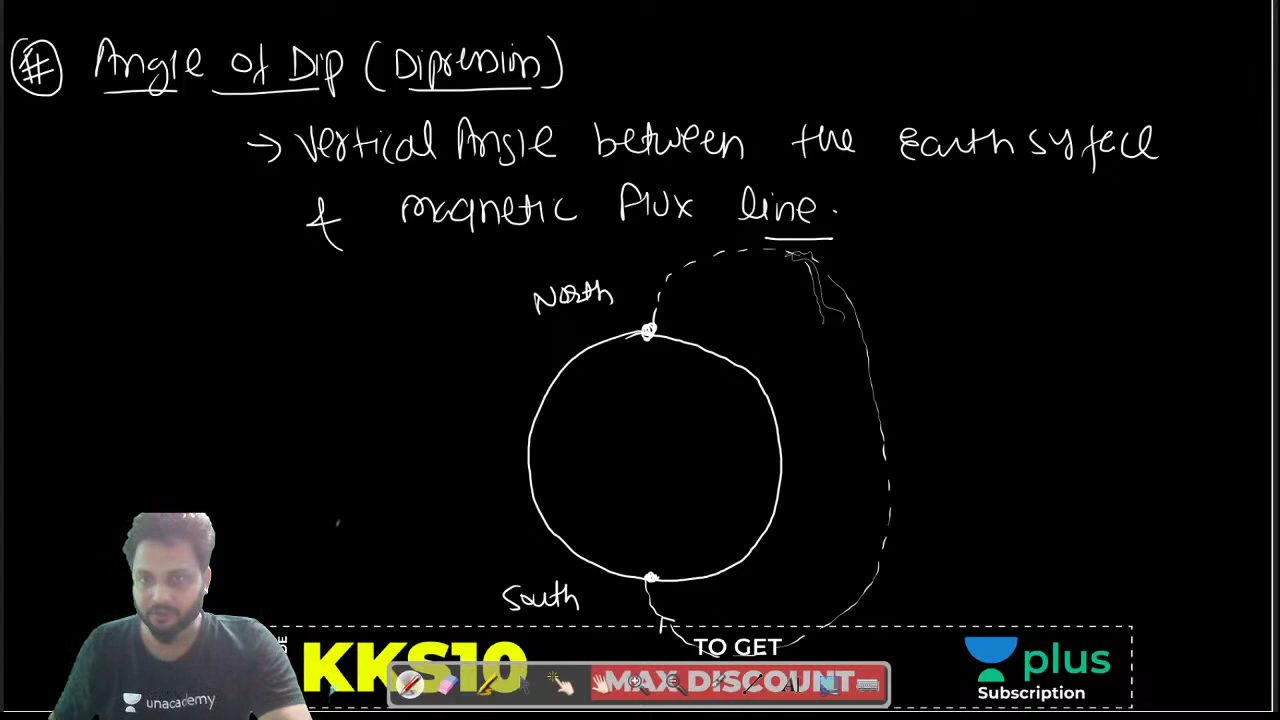 # Angle of Dip (Dipression)
→ Vertical Angle between the Earth surface
& magnetic flux line.
North
South
KKS10
TO GET
MAX DISCOUNT
plus
Subscription
unacademy